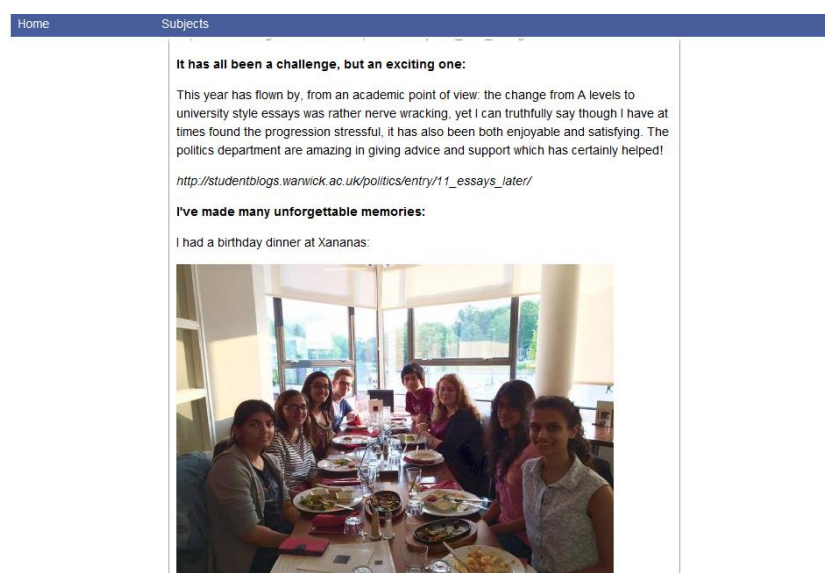 Home Subjects
It has all been a challenge, but an exciting one:
This year has flown by, from an academic point of view: the change from A levels to
university style essays was rather nerve wracking, yet I can truthfully say though I have at
times found the progression stressful, it has also been both enjoyable and satisfying. The
politics department are amazing in giving advice and support which has certainly helped!
http://studentblogs.warwick.ac.uk/politics/entry/11_essays_later/
I've made many unforgettable memories:
I had a birthday dinner at Xananas: